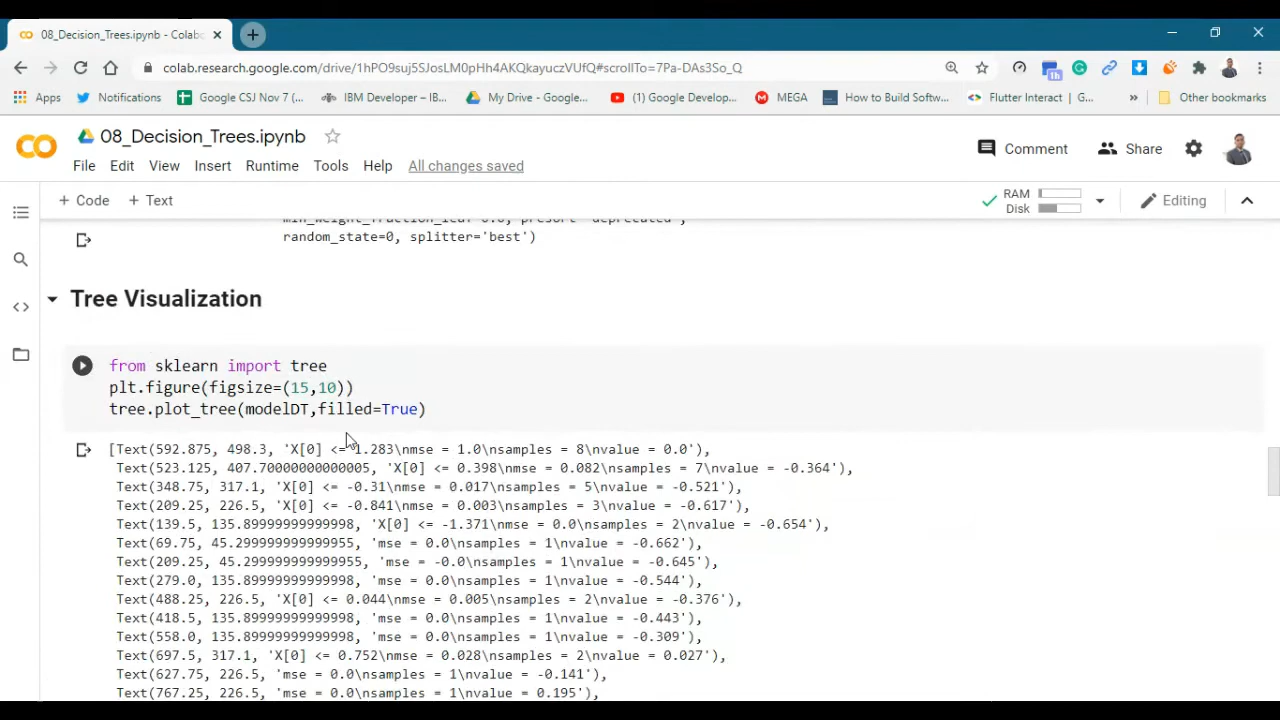 08_Decision_Trees.ipynb - Colab
colab.research.google.com/drive/1hPO9suj5SJosLM0pHh4AKQkayuczVUfQ#scrollTo=7Pa-DAs3So_Q
1h
Apps
Notifications
Google CSJ Nov 7 (...
IBM Developer – IB...
My Drive - Google...
(1) Google Develop...
MEGA
How to Build Softw...
Flutter Interact | G...
»
Other bookmarks
08_Decision_Trees.ipynb
Comment
Share
File Edit View Insert Runtime Tools Help All changes saved
+ Code + Text
RAM
Disk
Editing
min_weight_fraction_leaf=0.0, presort='deprecated',
random_state=0, splitter='best')
Tree Visualization
from sklearn import tree
plt.figure(figsize=(15,10))
tree.plot_tree(modelDT,filled=True)
[Text(592.875, 498.3, 'X[0] <= 1.283\nmse = 1.0\nsamples = 8\nvalue = 0.0'),
Text(523.125, 407.70000000000005, 'X[0] <= 0.398\nmse = 0.082\nsamples = 7\nvalue = -0.364'),
Text(348.75, 317.1, 'X[0] <= -0.31\nmse = 0.017\nsamples = 5\nvalue = -0.521'),
Text(209.25, 226.5, 'X[0] <= -0.841\nmse = 0.003\nsamples = 3\nvalue = -0.617'),
Text(139.5, 135.89999999999998, 'X[0] <= -1.371\nmse = 0.0\nsamples = 2\nvalue = -0.654'),
Text(69.75, 45.299999999999955, 'mse = 0.0\nsamples = 1\nvalue = -0.662'),
Text(209.25, 45.299999999999955, 'mse = -0.0\nsamples = 1\nvalue = -0.645'),
Text(279.0, 135.89999999999998, 'mse = 0.0\nsamples = 1\nvalue = -0.544'),
Text(488.25, 226.5, 'X[0] <= 0.044\nmse = 0.005\nsamples = 2\nvalue = -0.376'),
Text(418.5, 135.89999999999998, 'mse = 0.0\nsamples = 1\nvalue = -0.443'),
Text(558.0, 135.89999999999998, 'mse = 0.0\nsamples = 1\nvalue = -0.309'),
Text(697.5, 317.1, 'X[0] <= 0.752\nmse = 0.028\nsamples = 2\nvalue = 0.027'),
Text(627.75, 226.5, 'mse = 0.0\nsamples = 1\nvalue = -0.141'),
Text(767.25, 226.5, 'mse = 0.0\nsamples = 1\nvalue = 0.195'),